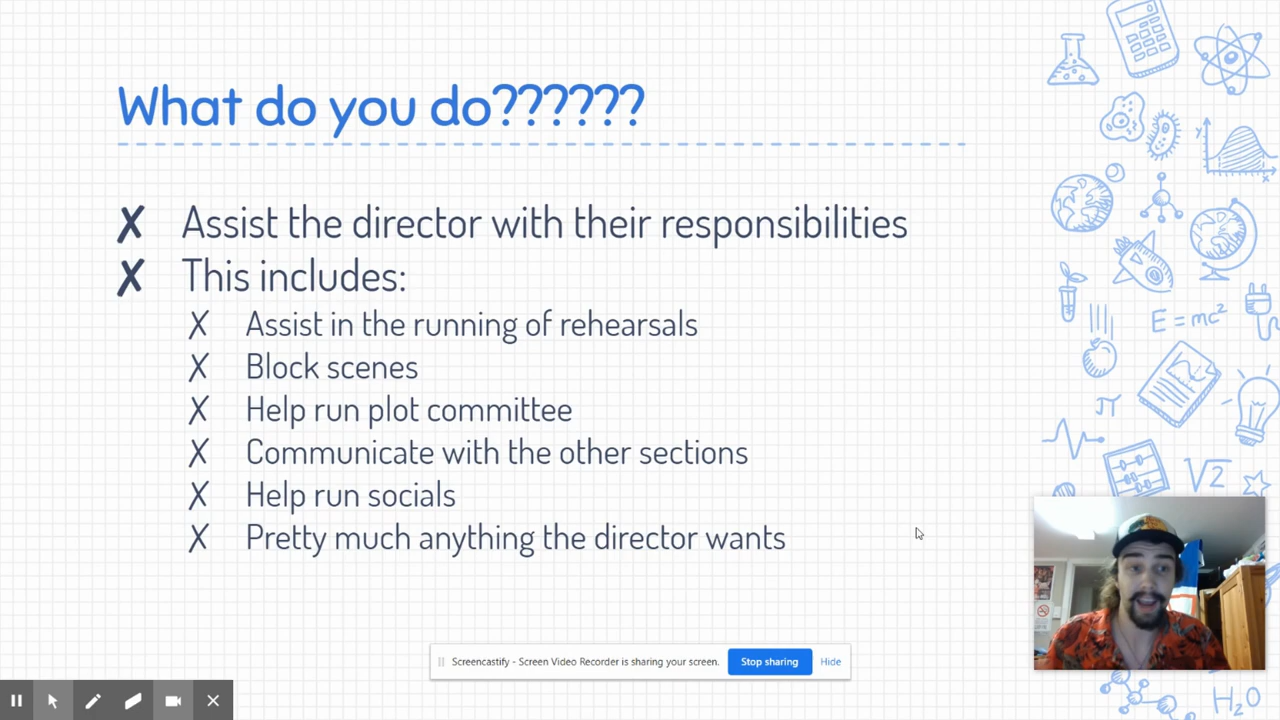 What do you do??????
✗ Assist the director with their responsibilities
✗ This includes:
✗ Assist in the running of rehearsals
✗ Block scenes
✗ Help run plot committee
✗ Communicate with the other sections
✗ Help run socials
✗ Pretty much anything the director wants
y
x
E=mc²
π
√2
Screencastify - Screen Video Recorder is sharing your screen. Stop sharing Hide
H₂O